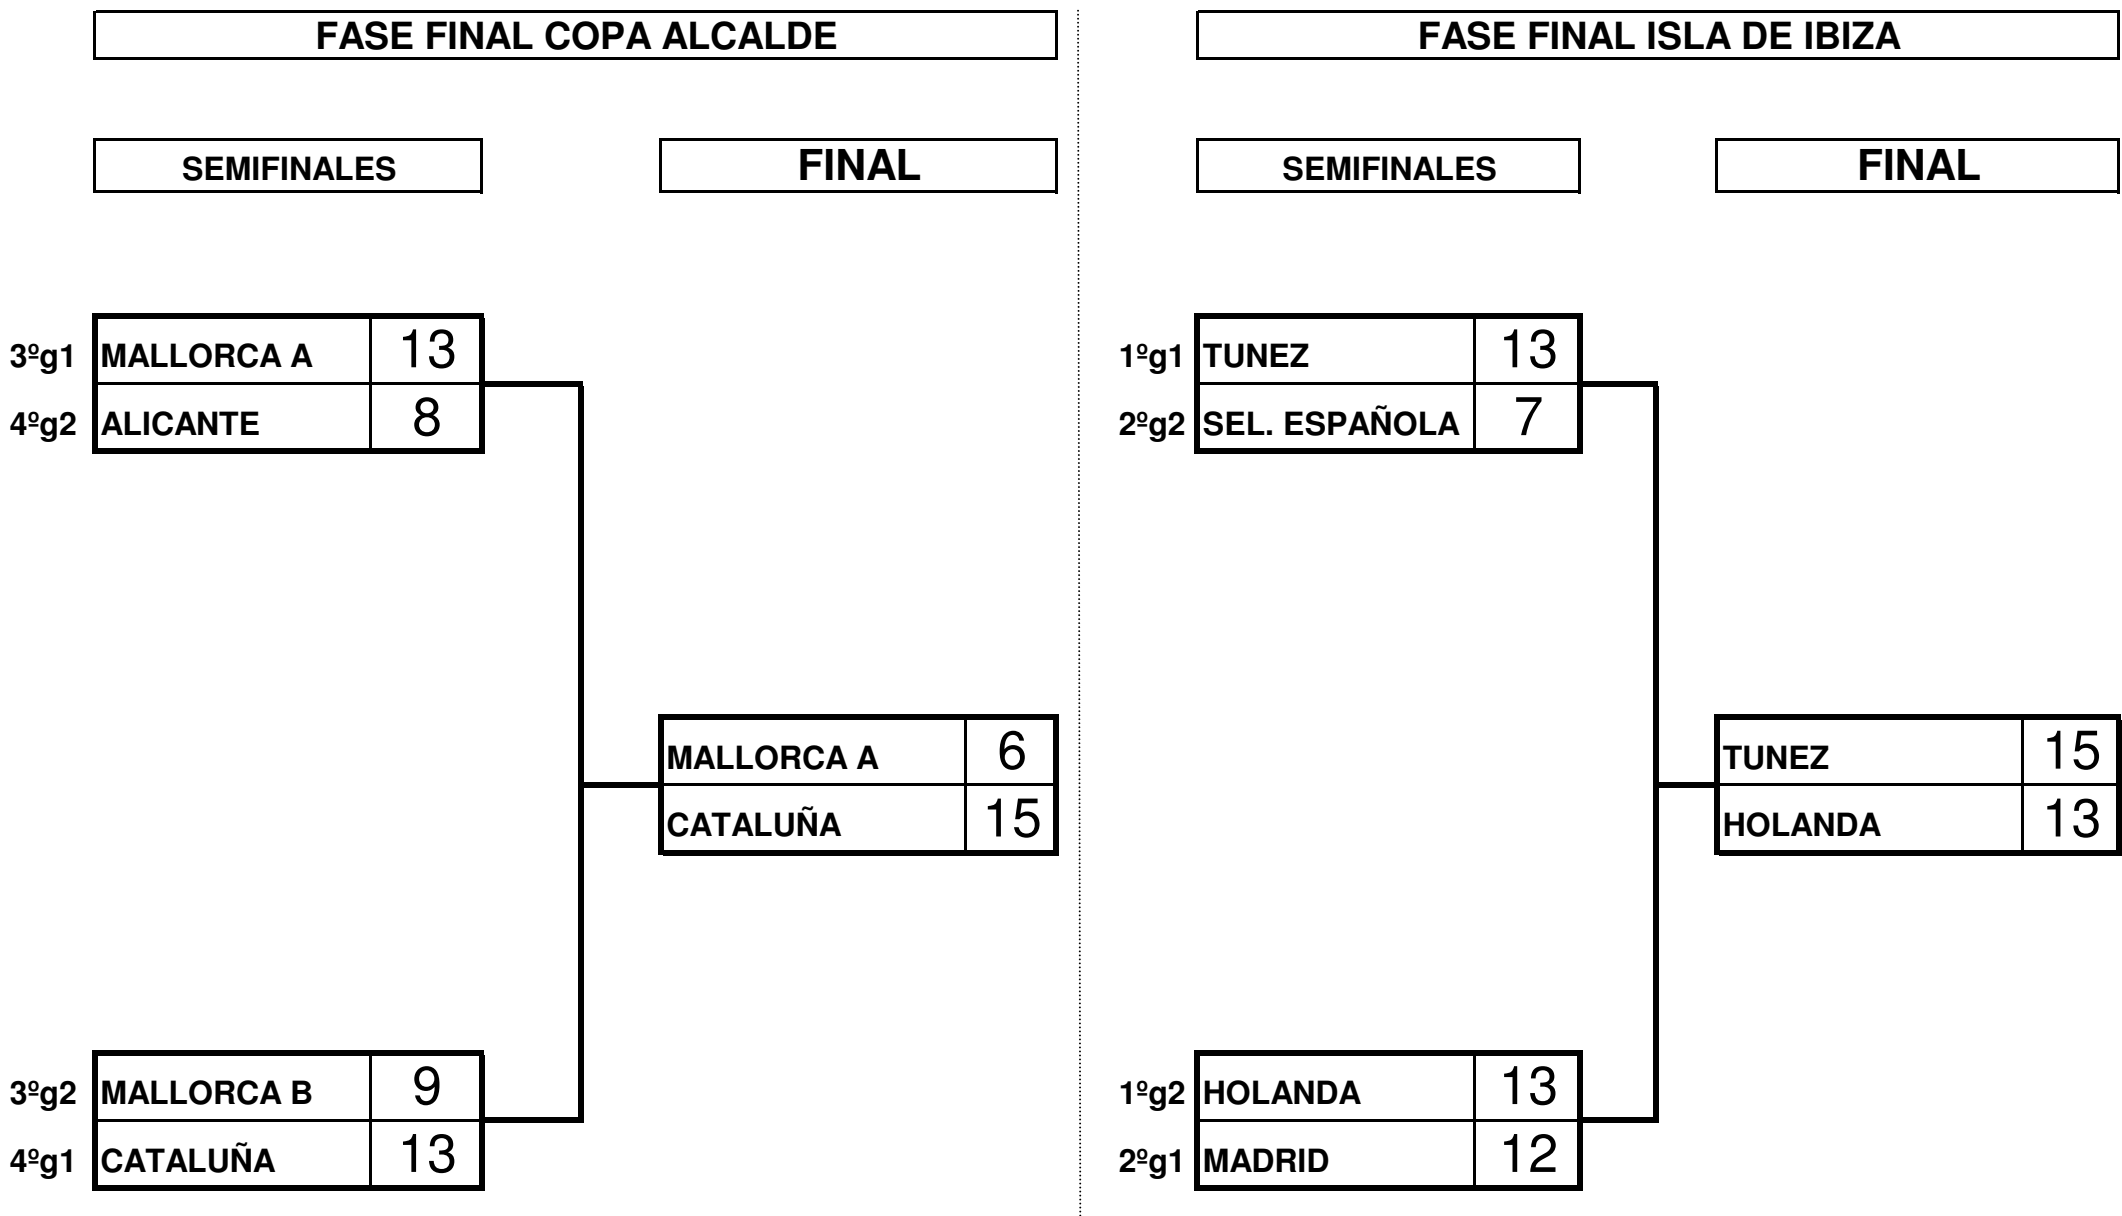 FASE FINAL COPA ALCALDE
SEMIFINALES
FINAL
3ºg1 MALLORCA A 13
4ºg2 ALICANTE 8
MALLORCA A 6
CATALUÑA 15
3ºg2 MALLORCA B 9
4ºg1 CATALUÑA 13
FASE FINAL ISLA DE IBIZA
SEMIFINALES
FINAL
1ºg1 TUNEZ 13
2ºg2 SEL. ESPAÑOLA 7
TUNEZ 15
HOLANDA 13
1ºg2 HOLANDA 13
2ºg1 MADRID 12